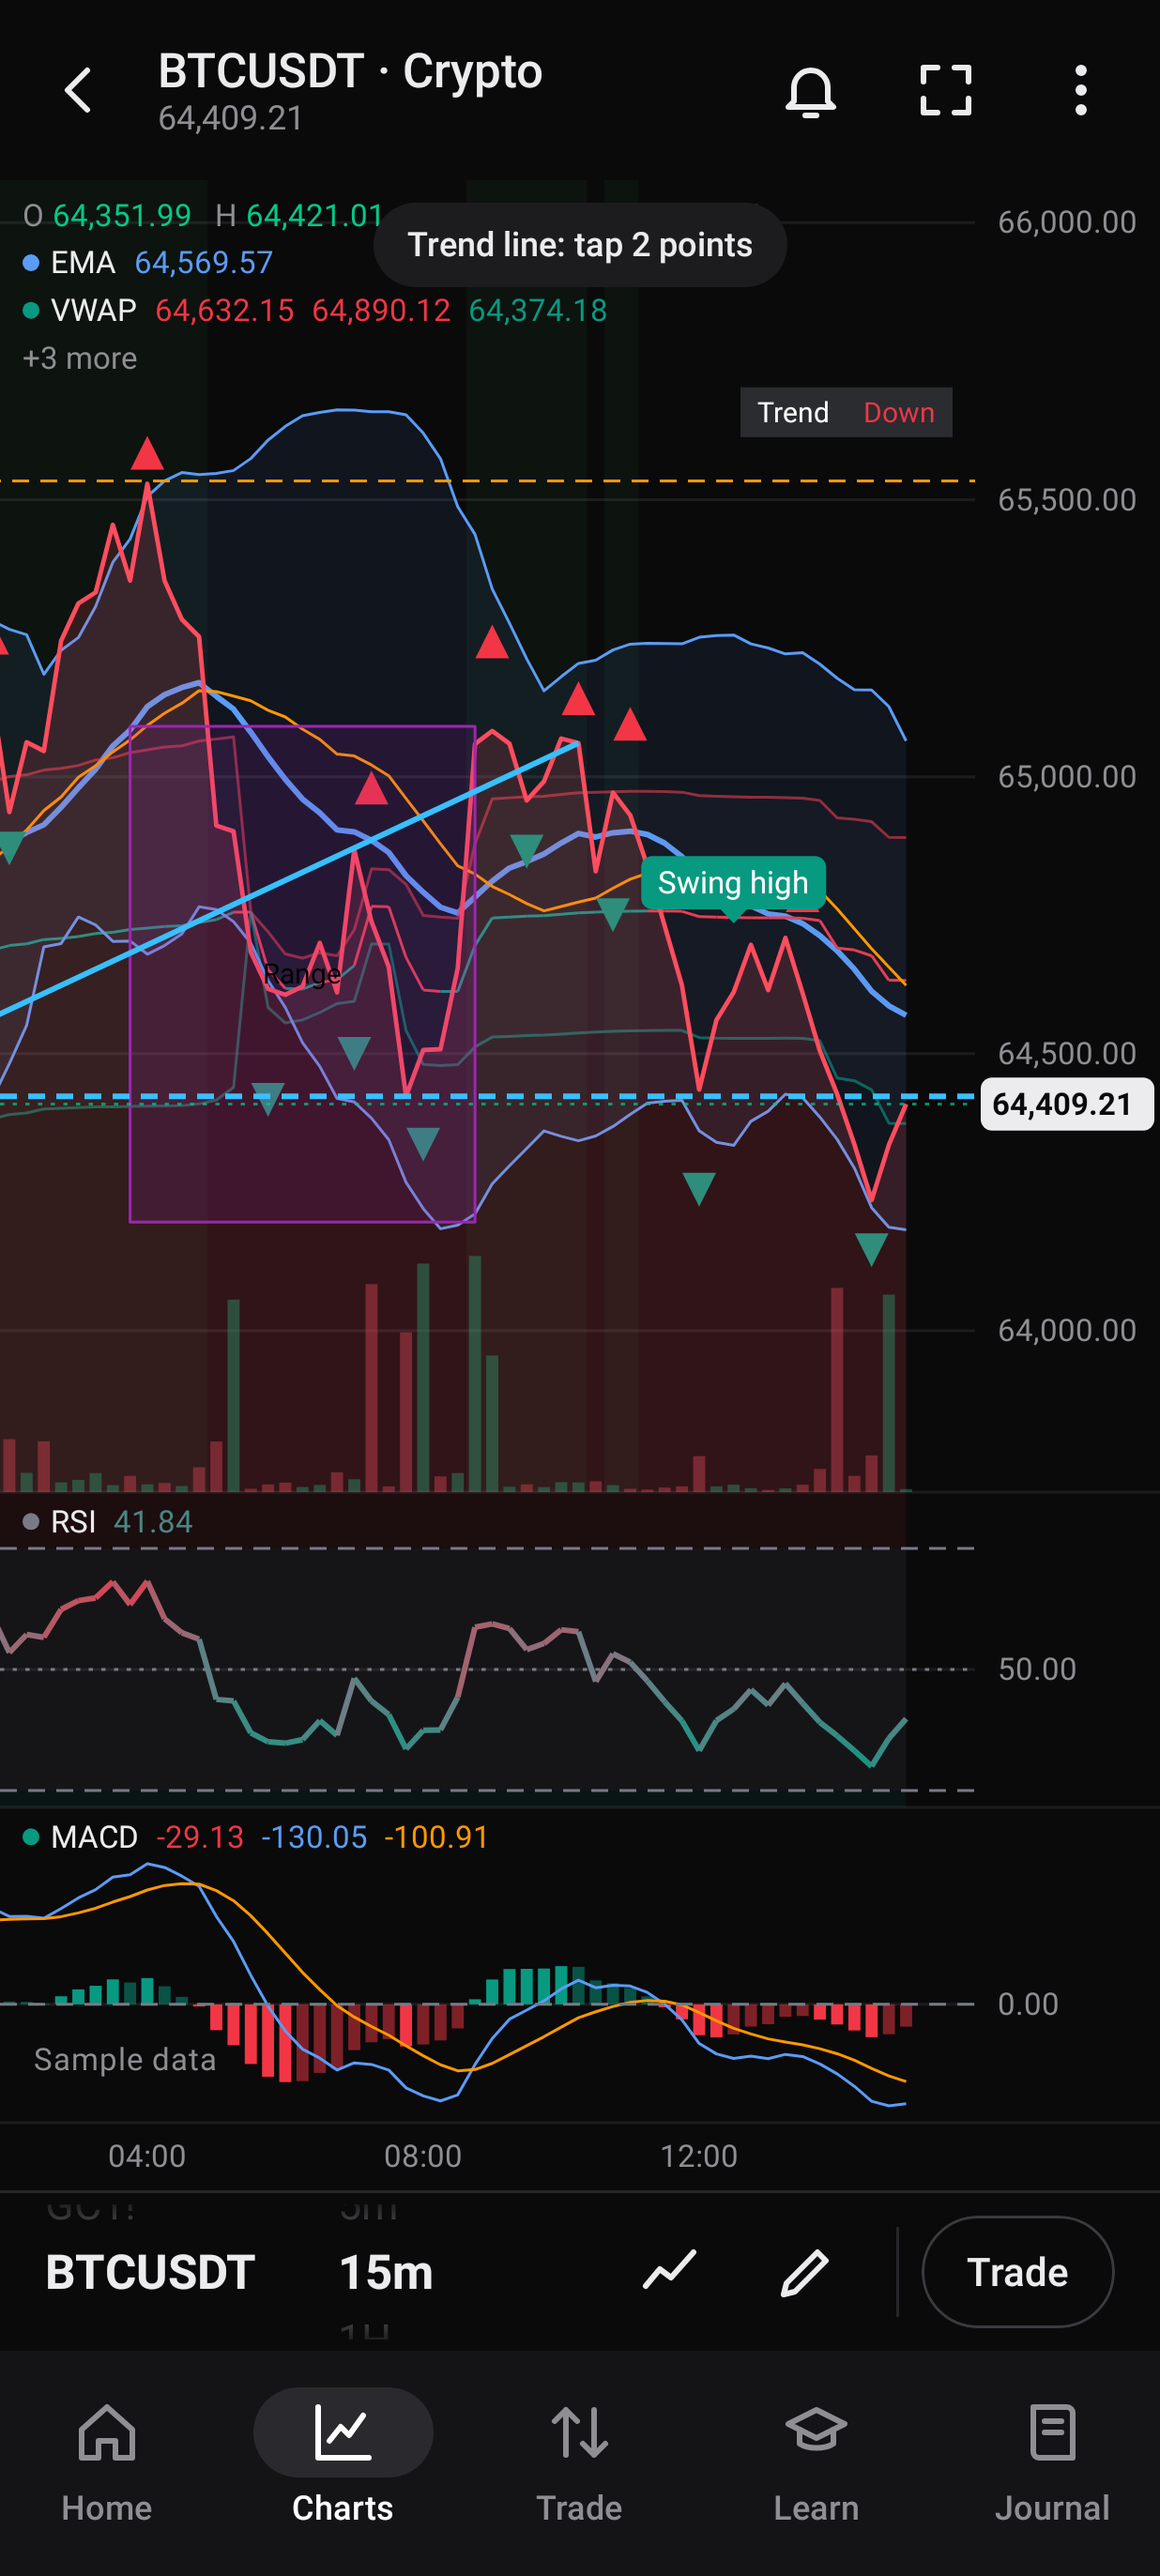 BTCUSDT · Crypto
64,409.21
O 64,351.99 H 64,421.01
Trend line: tap 2 points
EMA 64,569.57
VWAP 64,632.15 64,890.12 64,374.18
+3 more
Trend Down
66,000.00
65,500.00
65,000.00
Swing high
Range
64,500.00
64,409.21
64,000.00
RSI 41.84
50.00
MACD -29.13 -130.05 -100.91
0.00
Sample data
04:00 08:00 12:00
BTCUSDT 15m Trade
Home Charts Trade Learn Journal